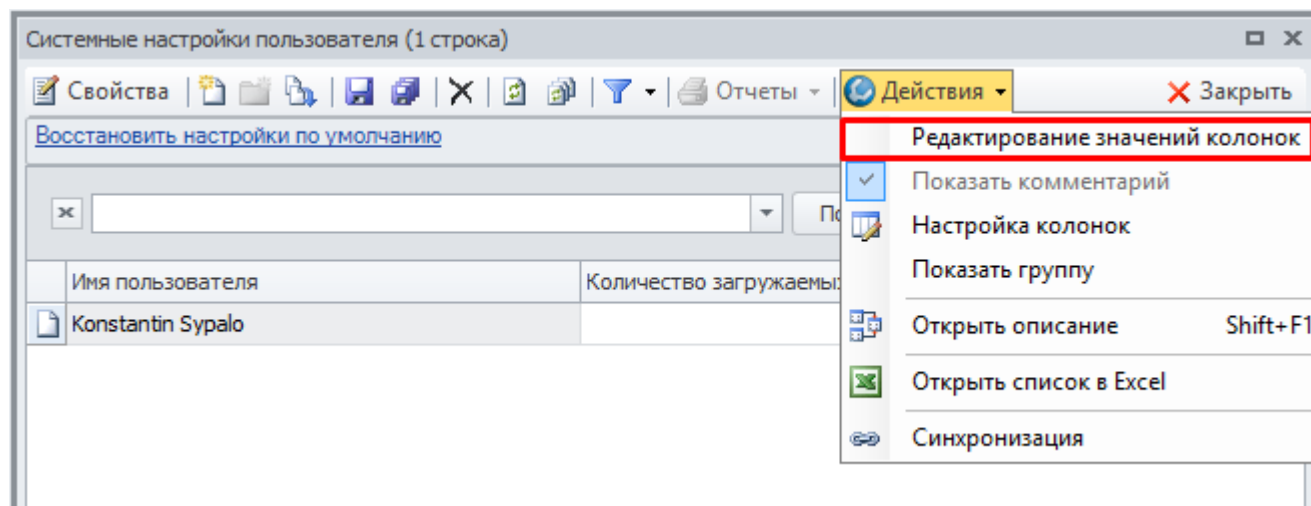 Системные настройки пользователя (1 строка)
Свойства Отчеты Действия Закрыть
Восстановить настройки по умолчанию
Редактирование значений колонок
Показать комментарий
Настройка колонок
Показать группу
Имя пользователя Количество
Konstantin Sypalo
Открыть описание Shift+F1
Открыть список в Excel
Синхронизация